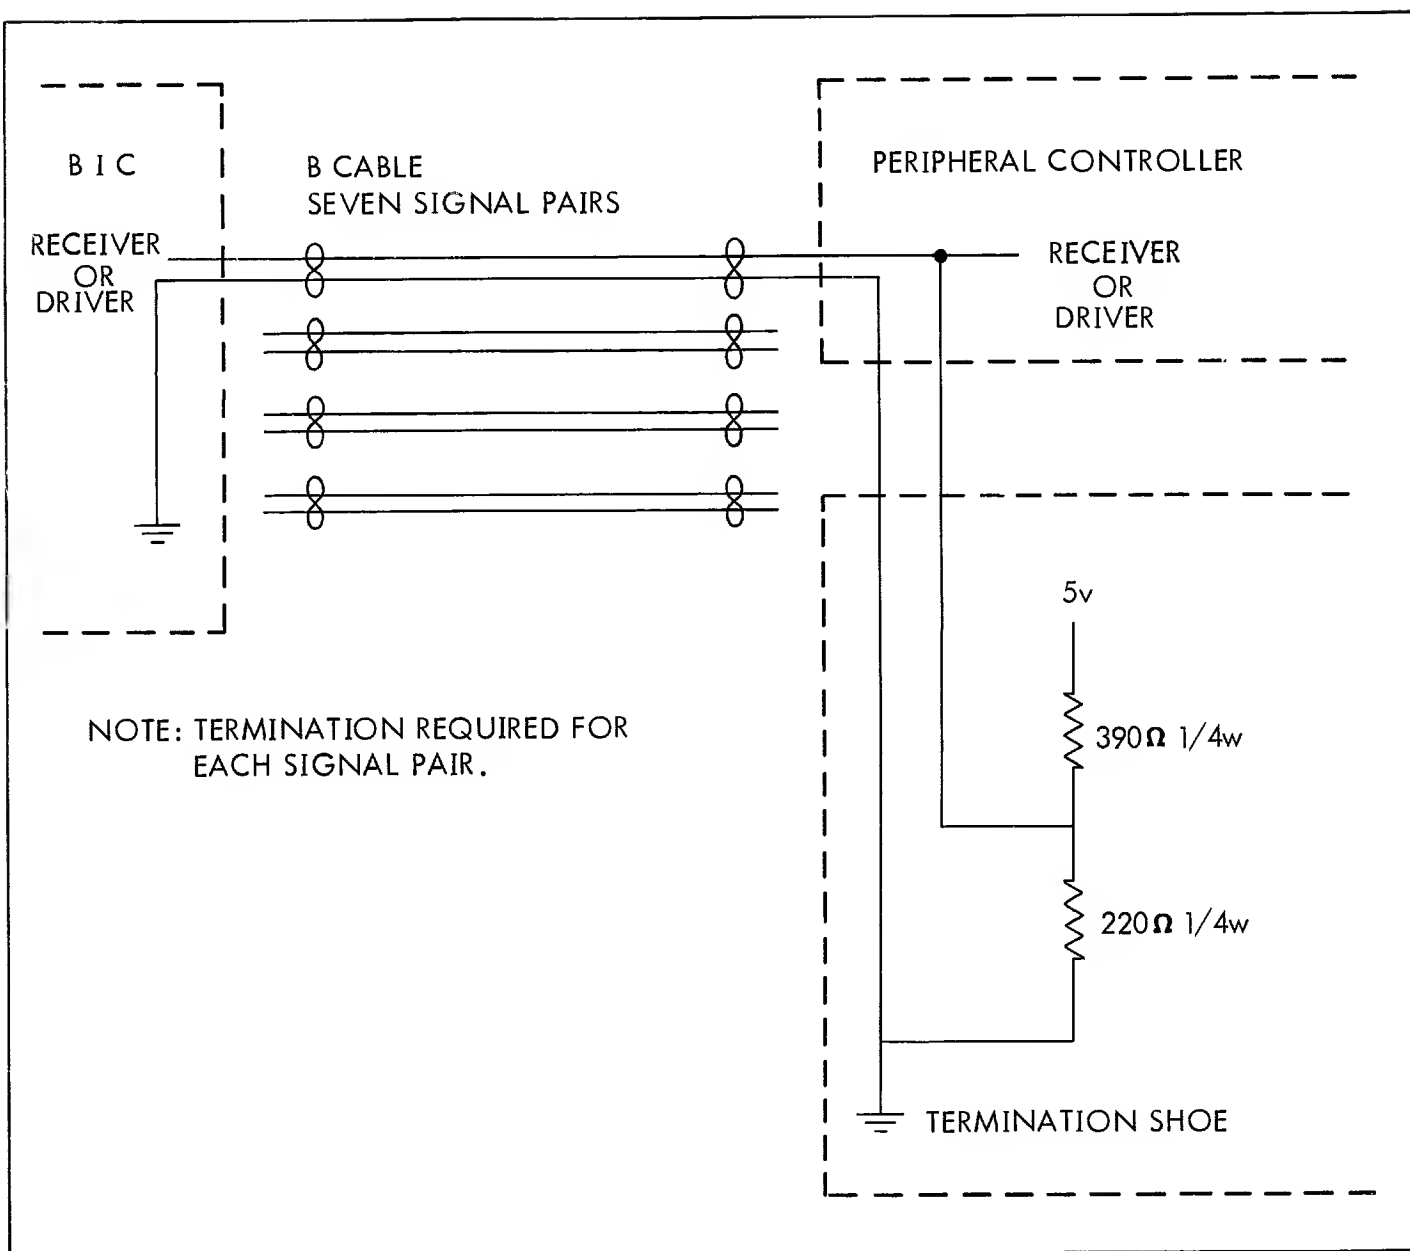 B I C
RECEIVER
OR
DRIVER
B CABLE
SEVEN SIGNAL PAIRS
PERIPHERAL CONTROLLER
RECEIVER
OR
DRIVER
5v
390Ω 1/4w
220Ω 1/4w
TERMINATION SHOE
NOTE: TERMINATION REQUIRED FOR
EACH SIGNAL PAIR.